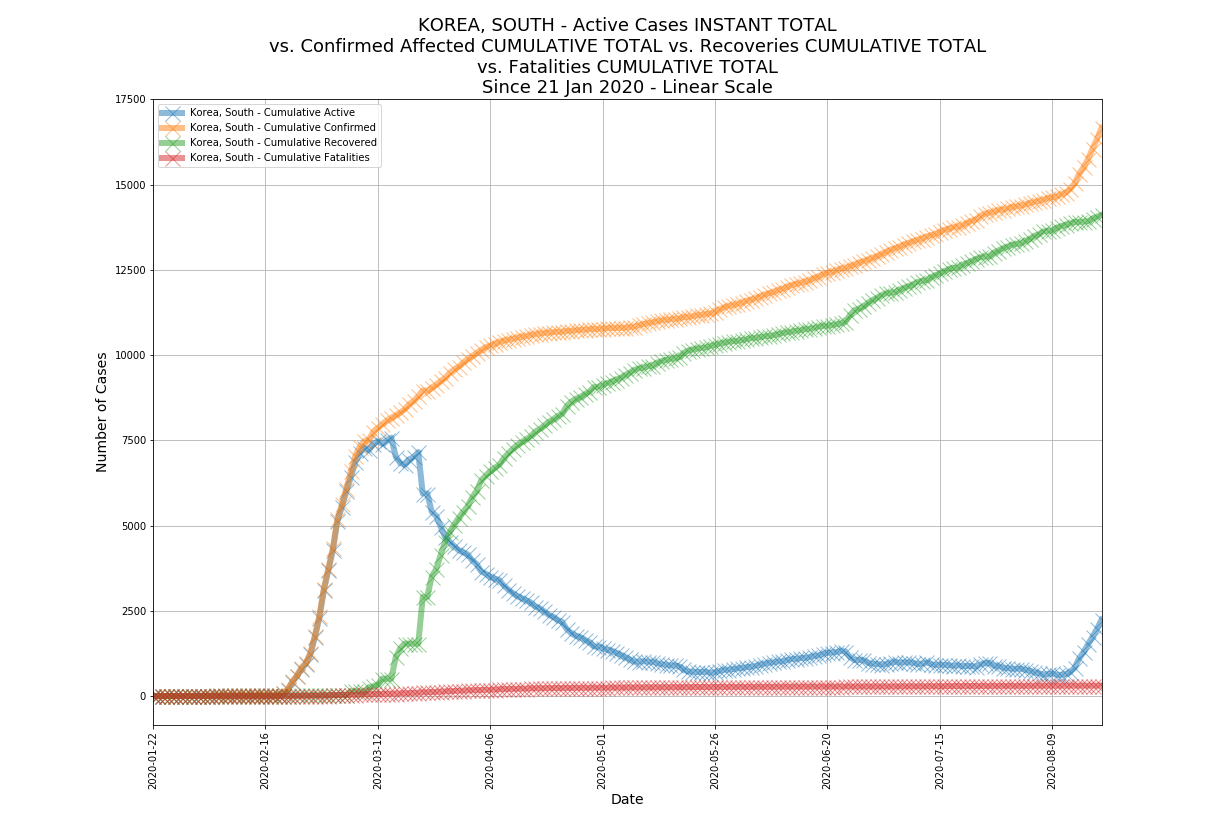 KOREA, SOUTH - Active Cases INSTANT TOTAL
vs. Confirmed Affected CUMULATIVE TOTAL vs. Recoveries CUMULATIVE TOTAL
vs. Fatalities CUMULATIVE TOTAL
Since 21 Jan 2020 - Linear Scale
Korea, South - Cumulative Active
Korea, South - Cumulative Confirmed
Korea, South - Cumulative Recovered
Korea, South - Cumulative Fatalities
Number of Cases
17500
15000
12500
10000
7500
5000
2500
0
2020-01-22
2020-02-16
2020-03-12
2020-04-06
2020-05-01
2020-05-26
2020-06-20
2020-07-15
2020-08-09
Date